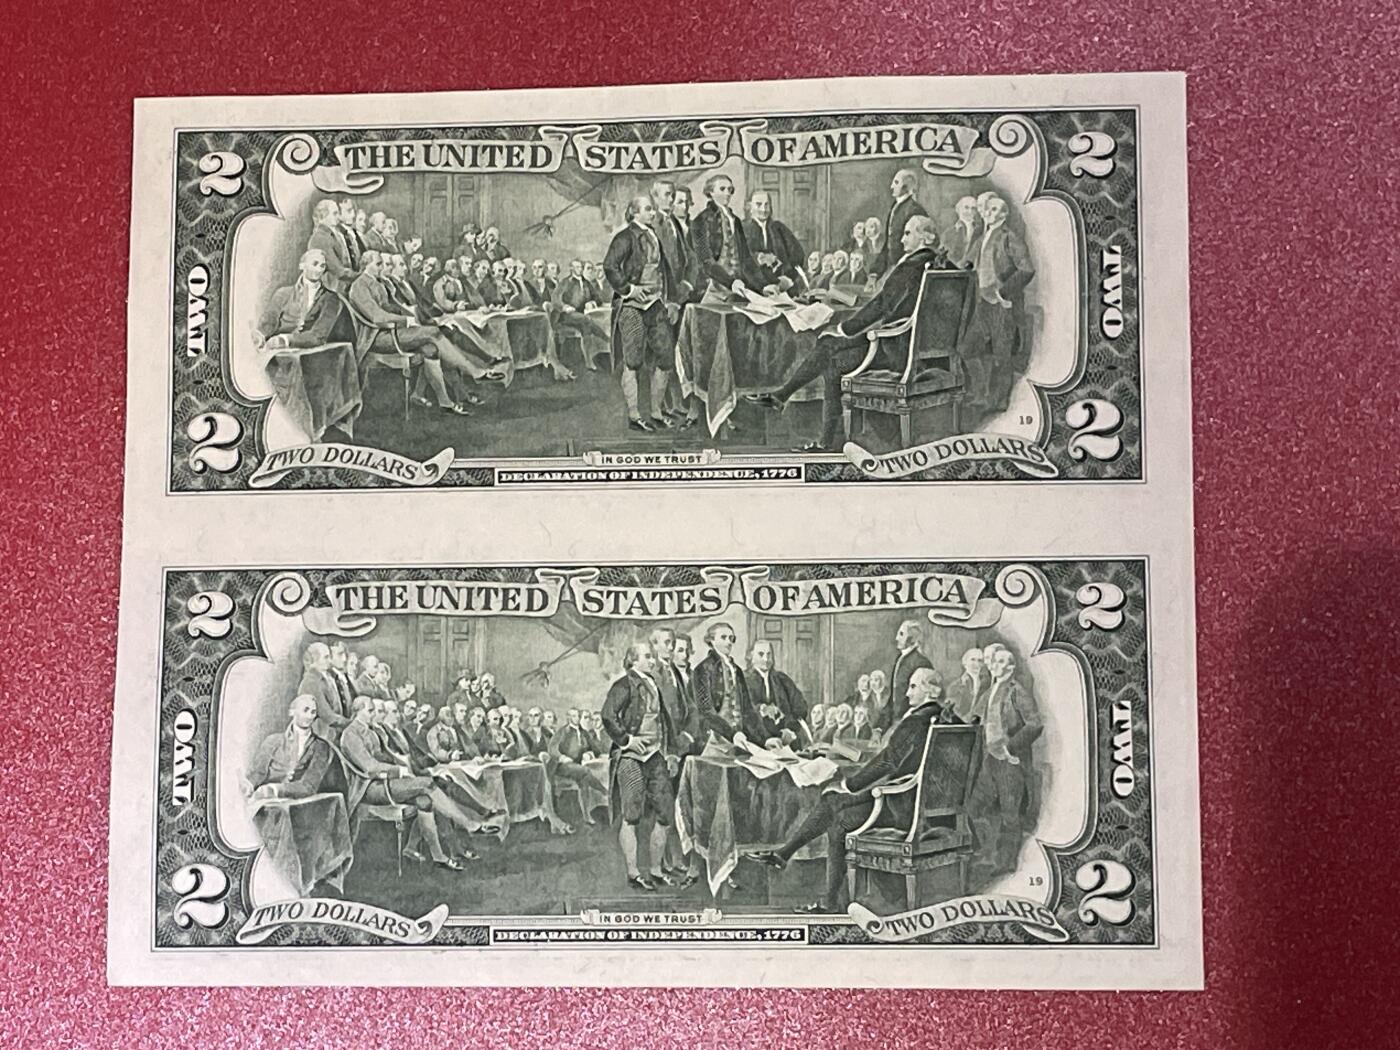 THE UNITED STATES OF AMERICA
2 2
TWO TWO
19
2 2
TWO DOLLARS TWO DOLLARS
IN GOD WE TRUST
DECLARATION OF INDEPENDENCE, 1776
THE UNITED STATES OF AMERICA
2 2
TWO TWO
19
2 2
TWO DOLLARS TWO DOLLARS
IN GOD WE TRUST
DECLARATION OF INDEPENDENCE, 1776